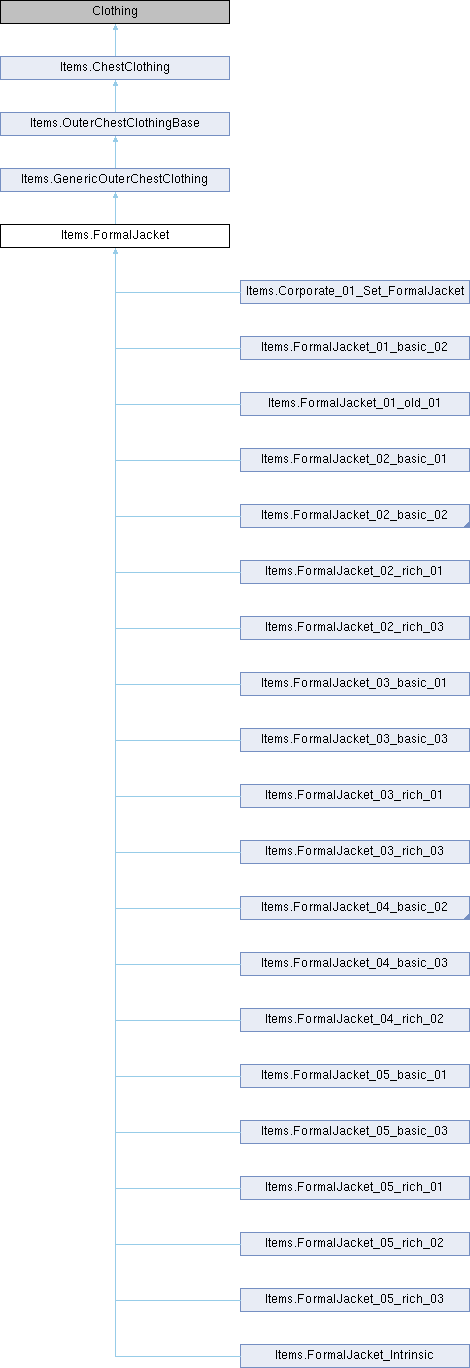 Clothing
Items.ChestClothing
Items.OuterChestClothingBase
Items.GenericOuterChestClothing
Items.FormalJacket
Items.Corporate_01_Set_FormalJacket
Items.FormalJacket_01_basic_02
Items.FormalJacket_01_old_01
Items.FormalJacket_02_basic_01
Items.FormalJacket_02_basic_02
Items.FormalJacket_02_rich_01
Items.FormalJacket_02_rich_03
Items.FormalJacket_03_basic_01
Items.FormalJacket_03_basic_03
Items.FormalJacket_03_rich_01
Items.FormalJacket_03_rich_03
Items.FormalJacket_04_basic_02
Items.FormalJacket_04_basic_03
Items.FormalJacket_04_rich_02
Items.FormalJacket_05_basic_01
Items.FormalJacket_05_basic_03
Items.FormalJacket_05_rich_01
Items.FormalJacket_05_rich_02
Items.FormalJacket_05_rich_03
Items.FormalJacket_Intrinsic